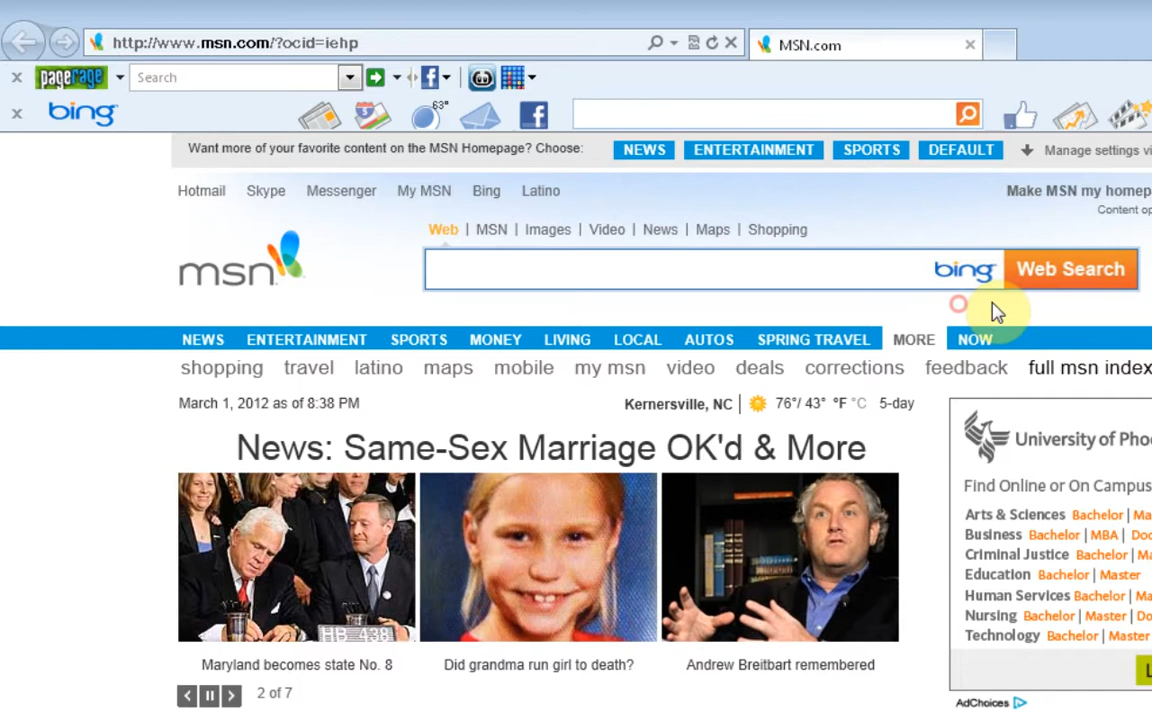 http://www.msn.com/?ocid=iehp
MSN.com
pagerage
Search
bing
63°
Want more of your favorite content on the MSN Homepage? Choose: NEWS ENTERTAINMENT SPORTS DEFAULT Manage settings vi
Hotmail Skype Messenger My MSN Bing Latino
Make MSN my homep
Content op
Web | MSN | Images | Video | News | Maps | Shopping
msn
bing Web Search
NEWS ENTERTAINMENT SPORTS MONEY LIVING LOCAL AUTOS SPRING TRAVEL MORE NOW
shopping travel latino maps mobile my msn video deals corrections feedback full msn index
March 1, 2012 as of 8:38 PM
Kernersville, NC | 76°/ 43° °F °C 5-day
News: Same-Sex Marriage OK'd & More
Maryland becomes state No. 8
Did grandma run girl to death?
Andrew Breitbart remembered
2 of 7
University of Phoe
Find Online or On Campus
Arts & Sciences Bachelor | Ma
Business Bachelor | MBA | Doc
Criminal Justice Bachelor | Ma
Education Bachelor | Master
Human Services Bachelor | Ma
Nursing Bachelor | Master | Do
Technology Bachelor | Master
L
AdChoices